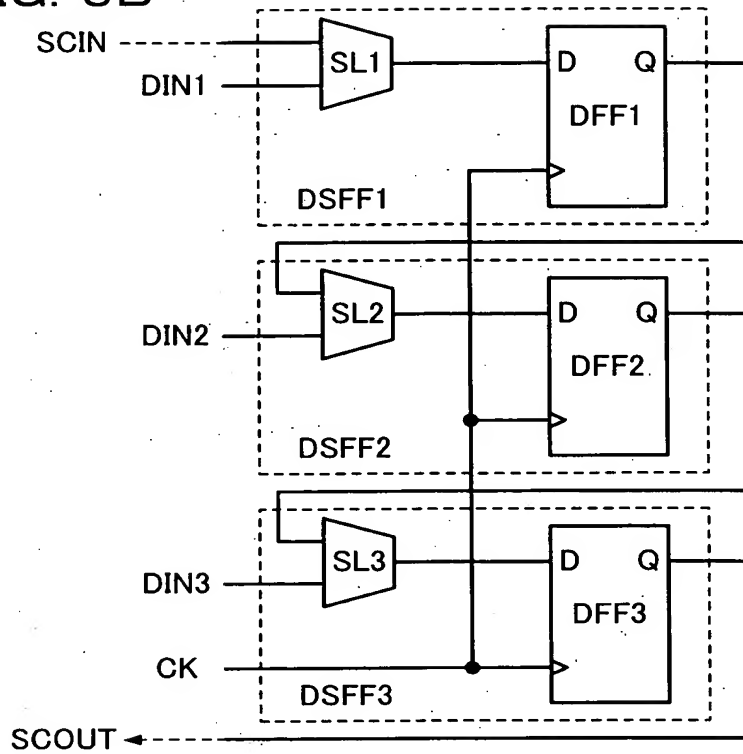 SCIN
SL1
D Q
DIN1
DFF1
DSFF1
SL2
D Q
DIN2
DFF2
DSFF2
SL3
D Q
DIN3
DFF3
CK
DSFF3
SCOUT